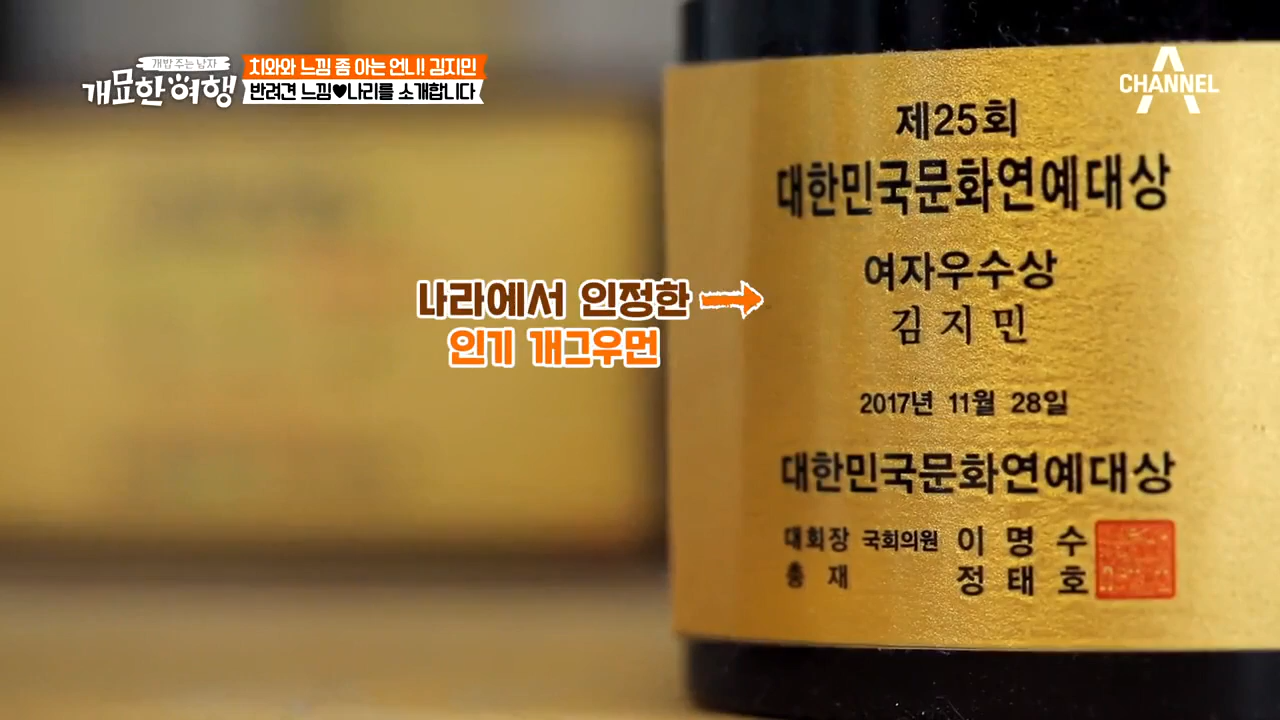 개밥 주는 남자
개묘한 여행
치와와 느낌 좀 아는 언니! 김지민
반려견 느낌♥나리를 소개합니다
CHANNEL A
제25회
대한민국문화연예대상
여자우수상
김지민
나라에서 인정한
인기 개그우먼
2017년 11월 28일
대한민국문화연예대상
대회장 국회의원 이명수
총재 정태호